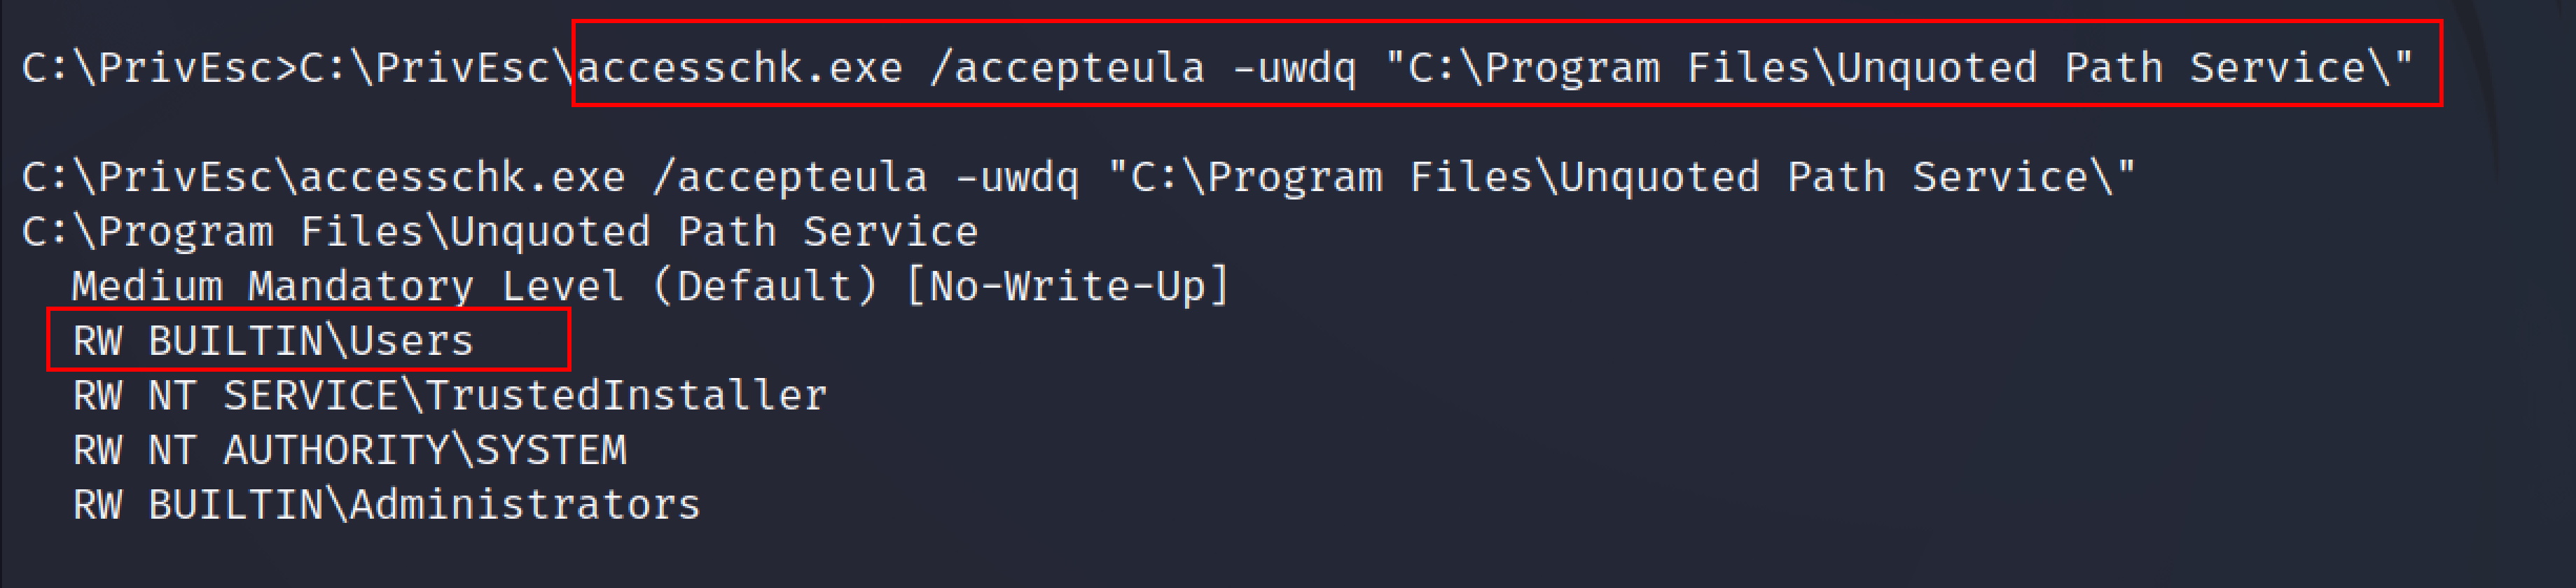 C:\PrivEsc>C:\PrivEsc\accesschk.exe /accepteula -uwdq "C:\Program Files\Unquoted Path Service\"
C:\PrivEsc\accesschk.exe /accepteula -uwdq "C:\Program Files\Unquoted Path Service\"
C:\Program Files\Unquoted Path Service
Medium Mandatory Level (Default) [No-Write-Up]
RW BUILTIN\Users
RW NT SERVICE\TrustedInstaller
RW NT AUTHORITY\SYSTEM
RW BUILTIN\Administrators